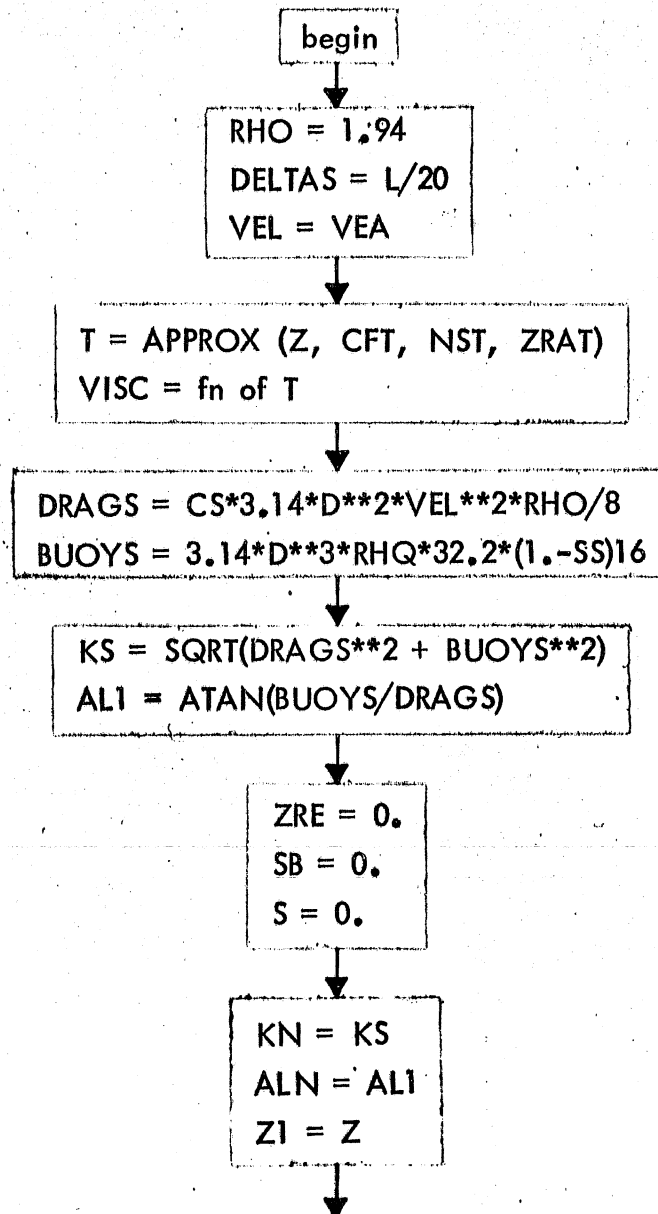 begin
RHO = 1.94
DELTAS = L/20
VEL = VEA
T = APPROX (Z, CFT, NST, ZRAT)
VISC = fn of T
DRAGS = CS*3.14*D**2*VEL**2*RHO/8
BUOYS = 3.14*D**3*RHQ*32.2*(1.-SS)16
KS = SQRT(DRAGS**2 + BUOYS**2)
AL1 = ATAN(BUOYS/DRAGS)
ZRE = 0.
SB = 0.
S = 0.
KN = KS
ALN = AL1
Z1 = Z